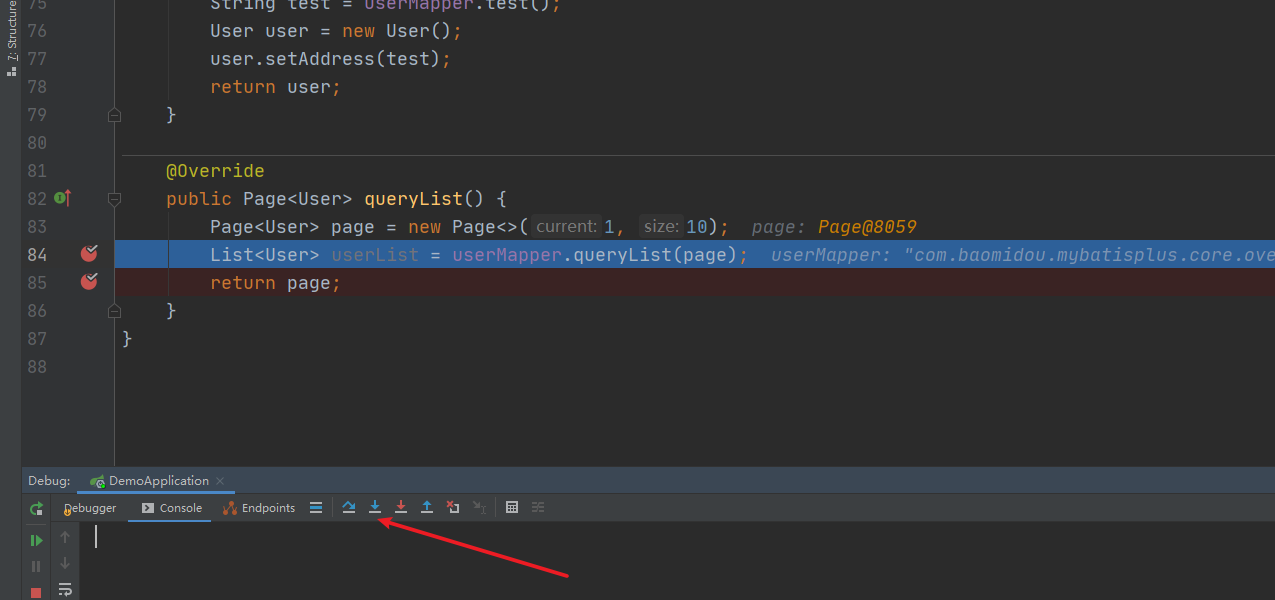 7: Structure
75 String test = userMapper.test();
76 User user = new User();
77 user.setAddress(test);
78 return user;
79 }
80
81 @Override
82 public Page<User> queryList() {
83 Page<User> page = new Page<>( current: 1, size: 10); page: Page@8059
84 List<User> userList = userMapper.queryList(page); userMapper: "com.baomidou.mybatisplus.core.ove
85 return page;
86 }
87 }
88
Debug: DemoApplication
Debugger Console Endpoints